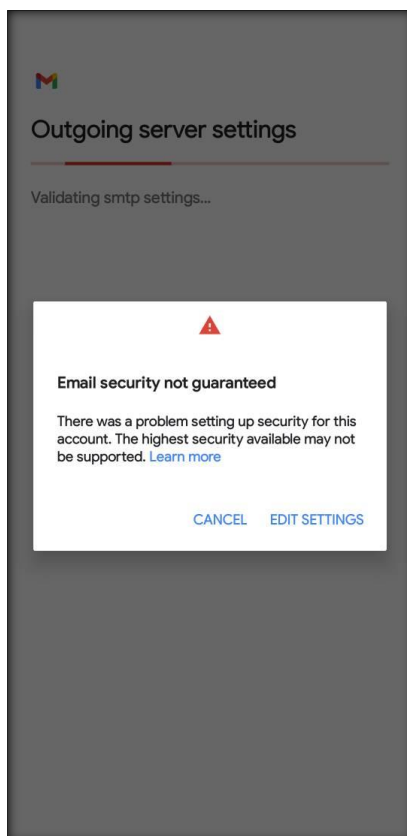 Outgoing server settings
Validating smtp settings...
Email security not guaranteed
There was a problem setting up security for this
account. The highest security available may not
be supported. Learn more
CANCEL EDIT SETTINGS